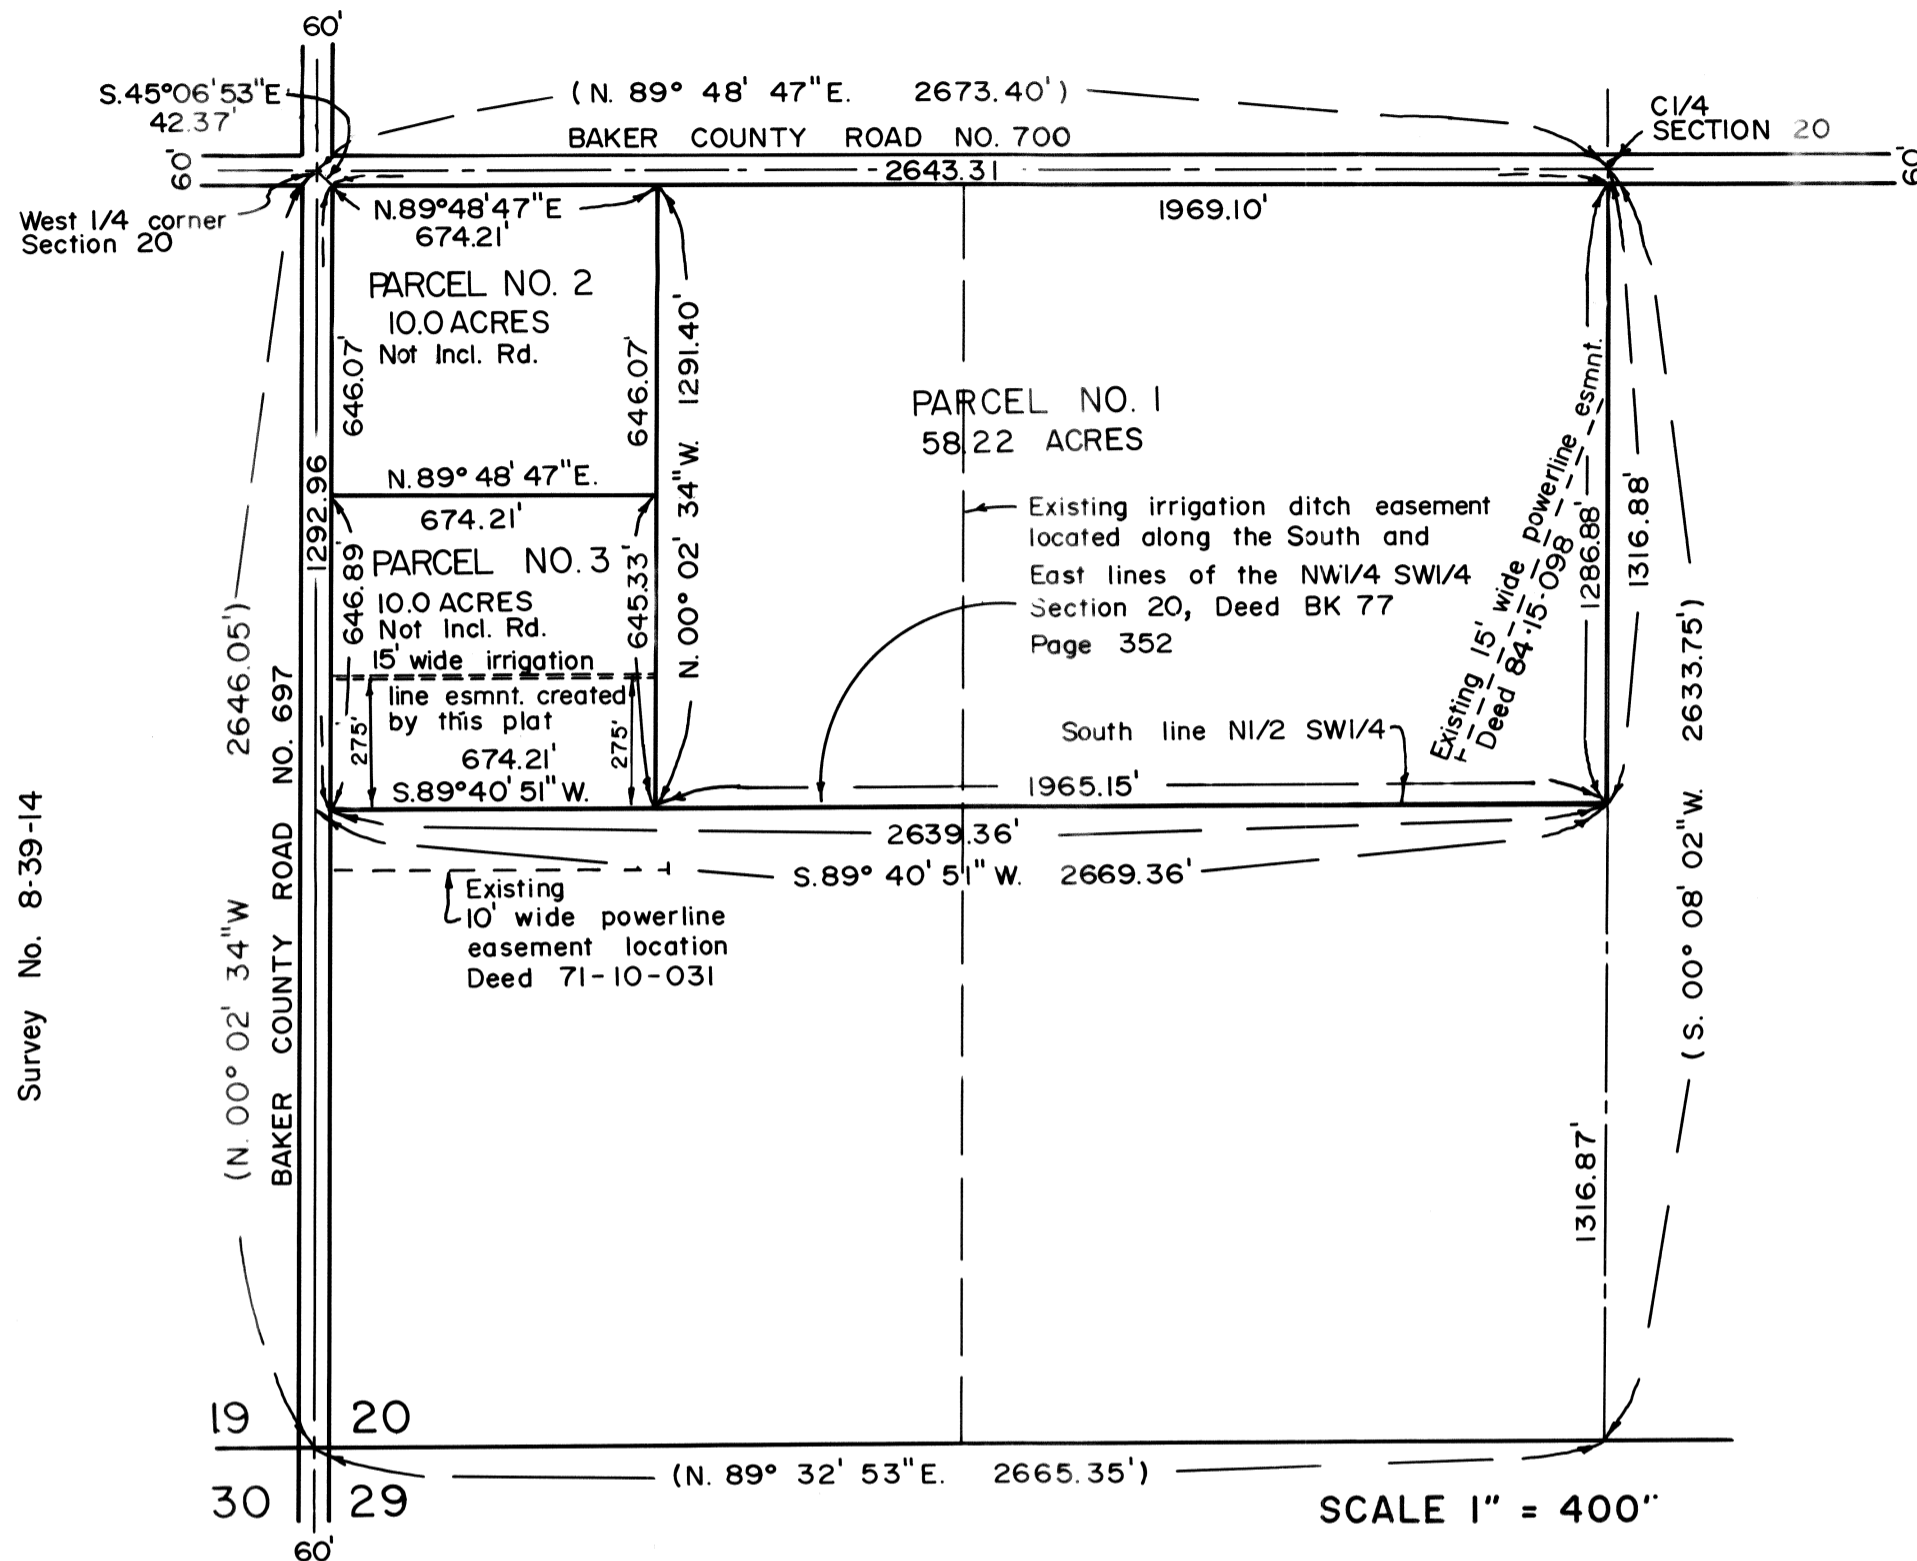 60'
S.45°06'53"E
42.37'
(N. 89° 48' 47"E. 2673.40')
C1/4
SECTION 20
BAKER COUNTY ROAD NO. 700
60'
2643.31
60'
West 1/4 corner
Section 20
N.89°48'47"E
674.21'
1969.10'
PARCEL NO. 2
10.0 ACRES
Not Incl. Rd.
646.07'
646.07'
N. 00° 02' 34"W. 1291.40'
PARCEL NO. 1
58.22 ACRES
Existing 15' wide powerline esmnt.
Deed 84-15-098
1286.88'
1316.88'
1292.96
N.89° 48' 47"E.
674.21'
Existing irrigation ditch easement
located along the South and
East lines of the NW1/4 SW1/4
Section 20, Deed BK 77
Page 352
PARCEL NO. 3
10.0 ACRES
Not Incl. Rd.
646.89'
645.33'
15' wide irrigation
line esmnt. created
by this plat
275'
275'
674.21'
S.89°40'51"W.
South line N1/2 SW1/4
1965.15'
2639.36'
S.89° 40' 51"W. 2669.36'
(N. 00° 02' 34"W 2646.05')
BAKER COUNTY ROAD NO. 697
(S. 00° 08' 02"W. 2633.75')
Existing
10' wide powerline
easement location
Deed 71-10-031
Survey No. 8-39-14
1316.87'
19 20
(N. 89° 32' 53"E. 2665.35')
30 29
SCALE 1" = 400"
60'